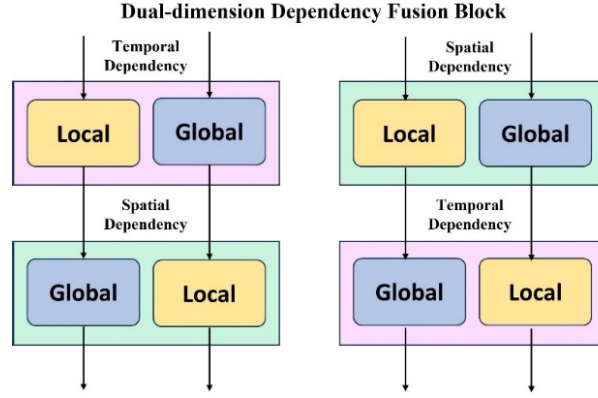 Dual-dimension Dependency Fusion Block
Temporal
Dependency
Local
Global
Spatial
Dependency
Global
Local
Spatial
Dependency
Local
Global
Temporal
Dependency
Global
Local